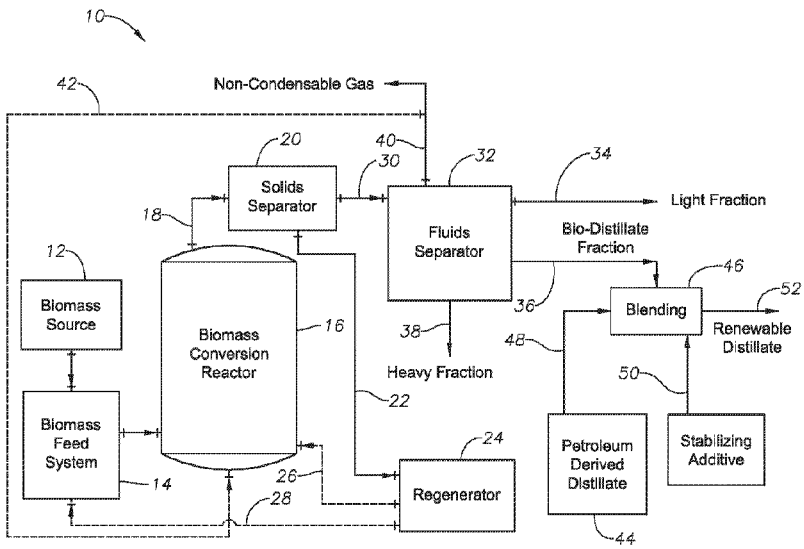 10
Non-Condensable Gas
42
20
40
32
30
34
Solids
Separator
18
Light Fraction
Fluids
Separator
Bio-Distillate
Fraction
12
46
52
36
Biomass
Source
16
Blending
38
Biomass
Conversion
Reactor
48
Renewable
Distillate
Heavy Fraction
50
22
Biomass
Feed
System
24
Petroleum
Derived
Distillate
Stabilizing
Additive
26
14
Regenerator
28
44